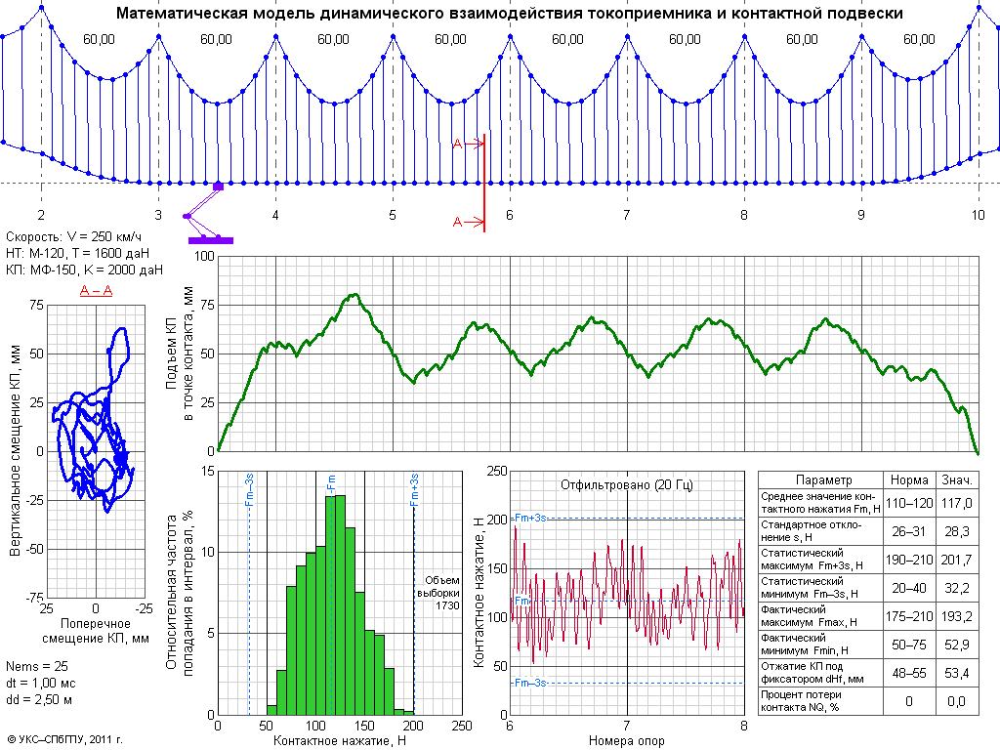 Математическая модель динамического взаимодействия токоприемника и контактной подвески
60,00 60,00 60,00 60,00 60,00 60,00 60,00 60,00
А
А
2 3 4 5 6 7 8 9 10
Скорость: V = 250 км/ч
НТ: М-120, T = 1600 даН
КП: МФ-150, K = 2000 даН
А – А
Вертикальное смещение КП, мм
75
50
25
0
-25
-50
-75
25 0 -25
Поперечное
смещение КП, мм
Nems = 25
dt = 1,00 мс
dd = 2,50 м
© УКС–СПбГПУ, 2011 г.
Подъем КП
в точке контакта, мм
100
75
50
25
0
Относительная частота
попадания в интервал, %
15
10
5
0
Fm–3s
Fm
Fm+3s
Объем
выборки
1730
0 50 100 150 200 250
Контактное нажатие, Н
Контактное нажатие, Н
250
200
150
100
50
0
Отфильтровано (20 Гц)
Fm+3s
Fm
Fm–3s
6 7 8
Номера опор
Параметр Норма Знач.
Среднее значение кон-
тактного нажатия Fm, Н 110–120 117,0
Стандартное откло-
нение s, Н 26–31 28,3
Статистический
максимум Fm+3s, Н 190–210 201,7
Статистический
минимум Fm–3s, Н 20–40 32,2
Фактический
максимум Fmax, Н 175–210 193,2
Фактический
минимум Fmin, Н 50–75 52,9
Отжатие КП под
фиксатором dHf, мм 48–55 53,4
Процент потери
контакта NQ, % 0 0,0